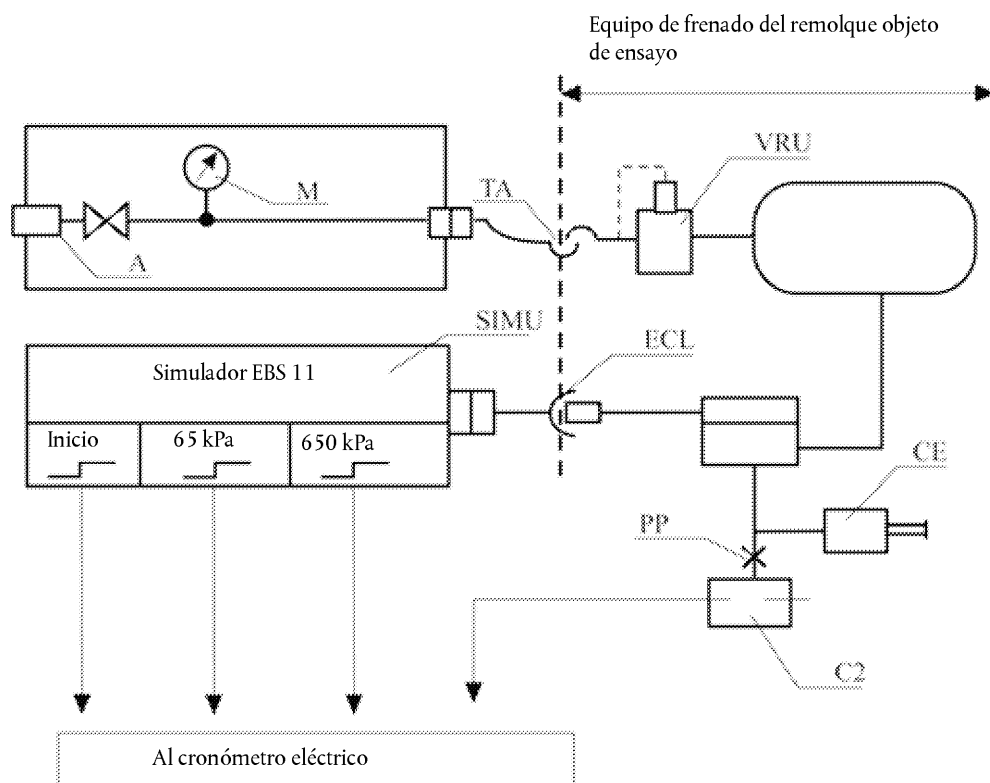 Equipo de frenado del remolque objeto
de ensayo
VRU
M
TA
A
SIMU
ECL
Simulador EBS 11
Inicio
65 kPa
650 kPa
CE
PP
C2
Al cronómetro eléctrico